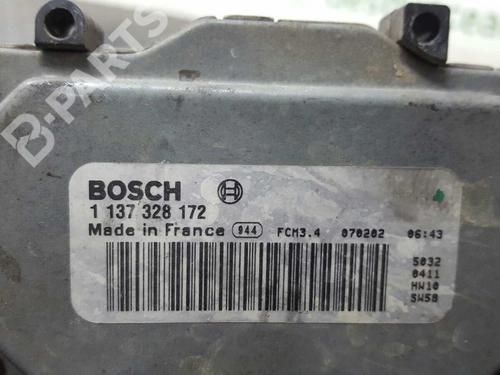 B-PARTS
BOSCH
1 137 328 172
Made in France 944 FCM3.4 070202 06:43
5032
0411
HW10
SW58